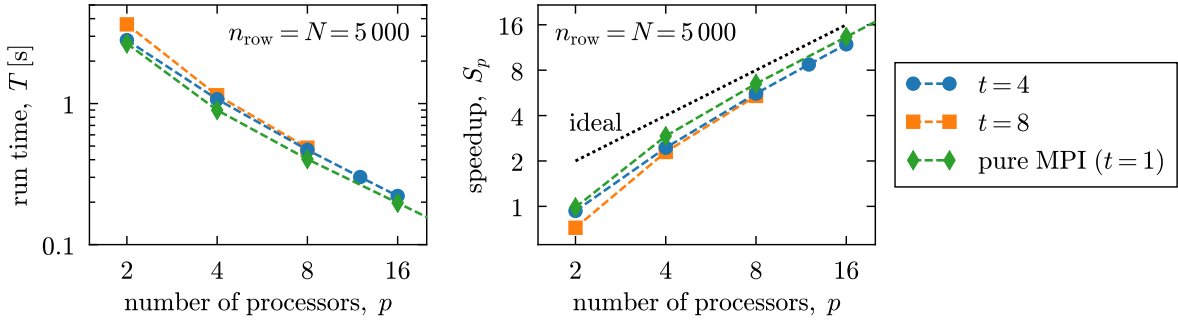 n_row = N = 5 000
run time, T [s]
1
0.1
2 4 8 16
number of processors, p
n_row = N = 5 000
speedup, S_p
16
8
4
2
1
ideal
2 4 8 16
number of processors, p
t = 4
t = 8
pure MPI (t = 1)